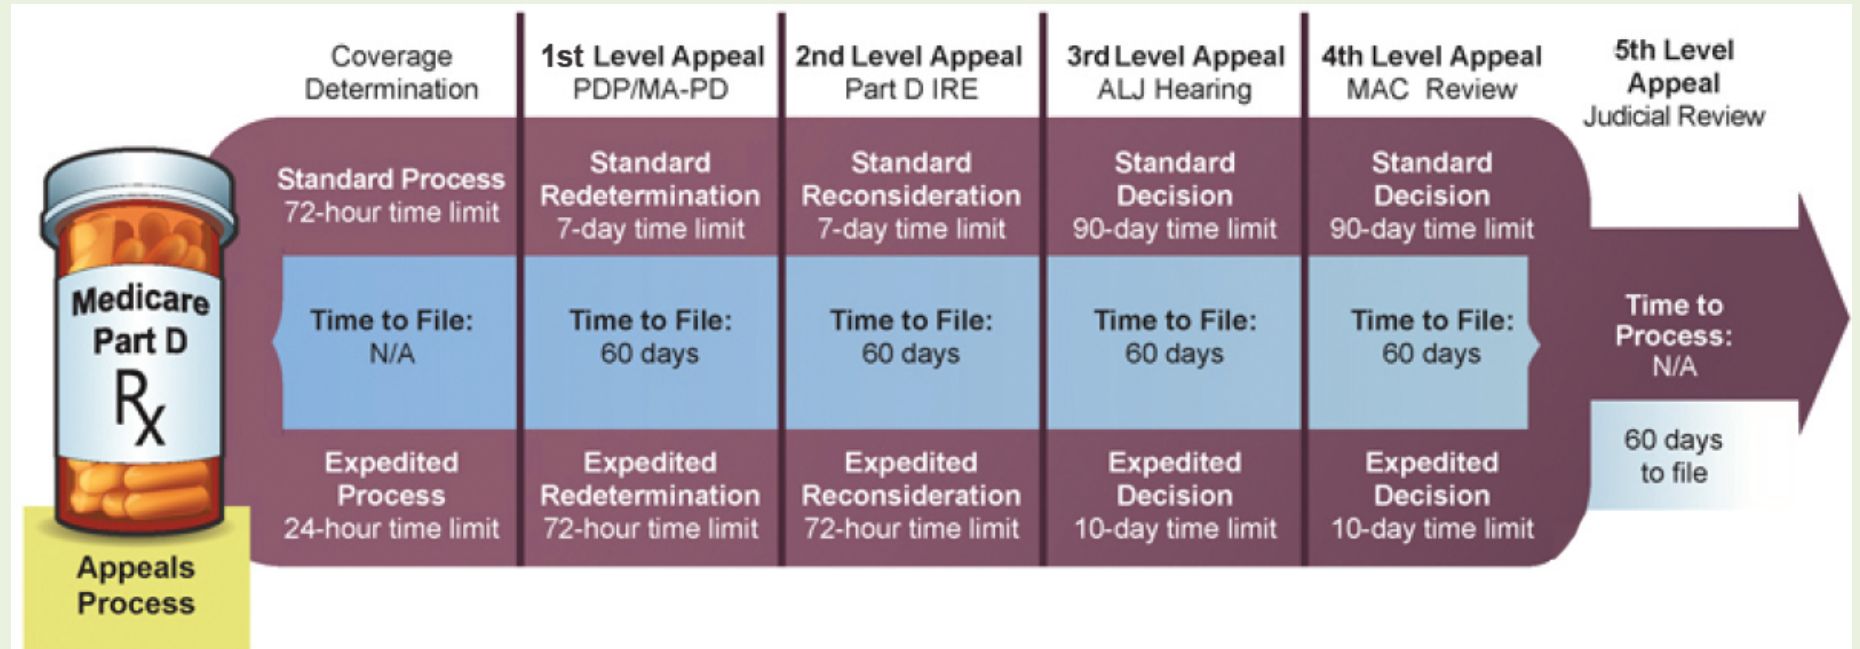 Coverage
Determination
1st Level Appeal
PDP/MA-PD
2nd Level Appeal
Part D IRE
3rd Level Appeal
ALJ Hearing
4th Level Appeal
MAC Review
5th Level
Appeal
Judicial Review
Medicare
Part D
Rx
Appeals
Process
Standard Process
72-hour time limit
Standard
Redetermination
7-day time limit
Standard
Reconsideration
7-day time limit
Standard
Decision
90-day time limit
Standard
Decision
90-day time limit
Time to File:
N/A
Time to File:
60 days
Time to File:
60 days
Time to File:
60 days
Time to File:
60 days
Time to
Process:
N/A
60 days
to file
Expedited
Process
24-hour time limit
Expedited
Redetermination
72-hour time limit
Expedited
Reconsideration
72-hour time limit
Expedited
Decision
10-day time limit
Expedited
Decision
10-day time limit